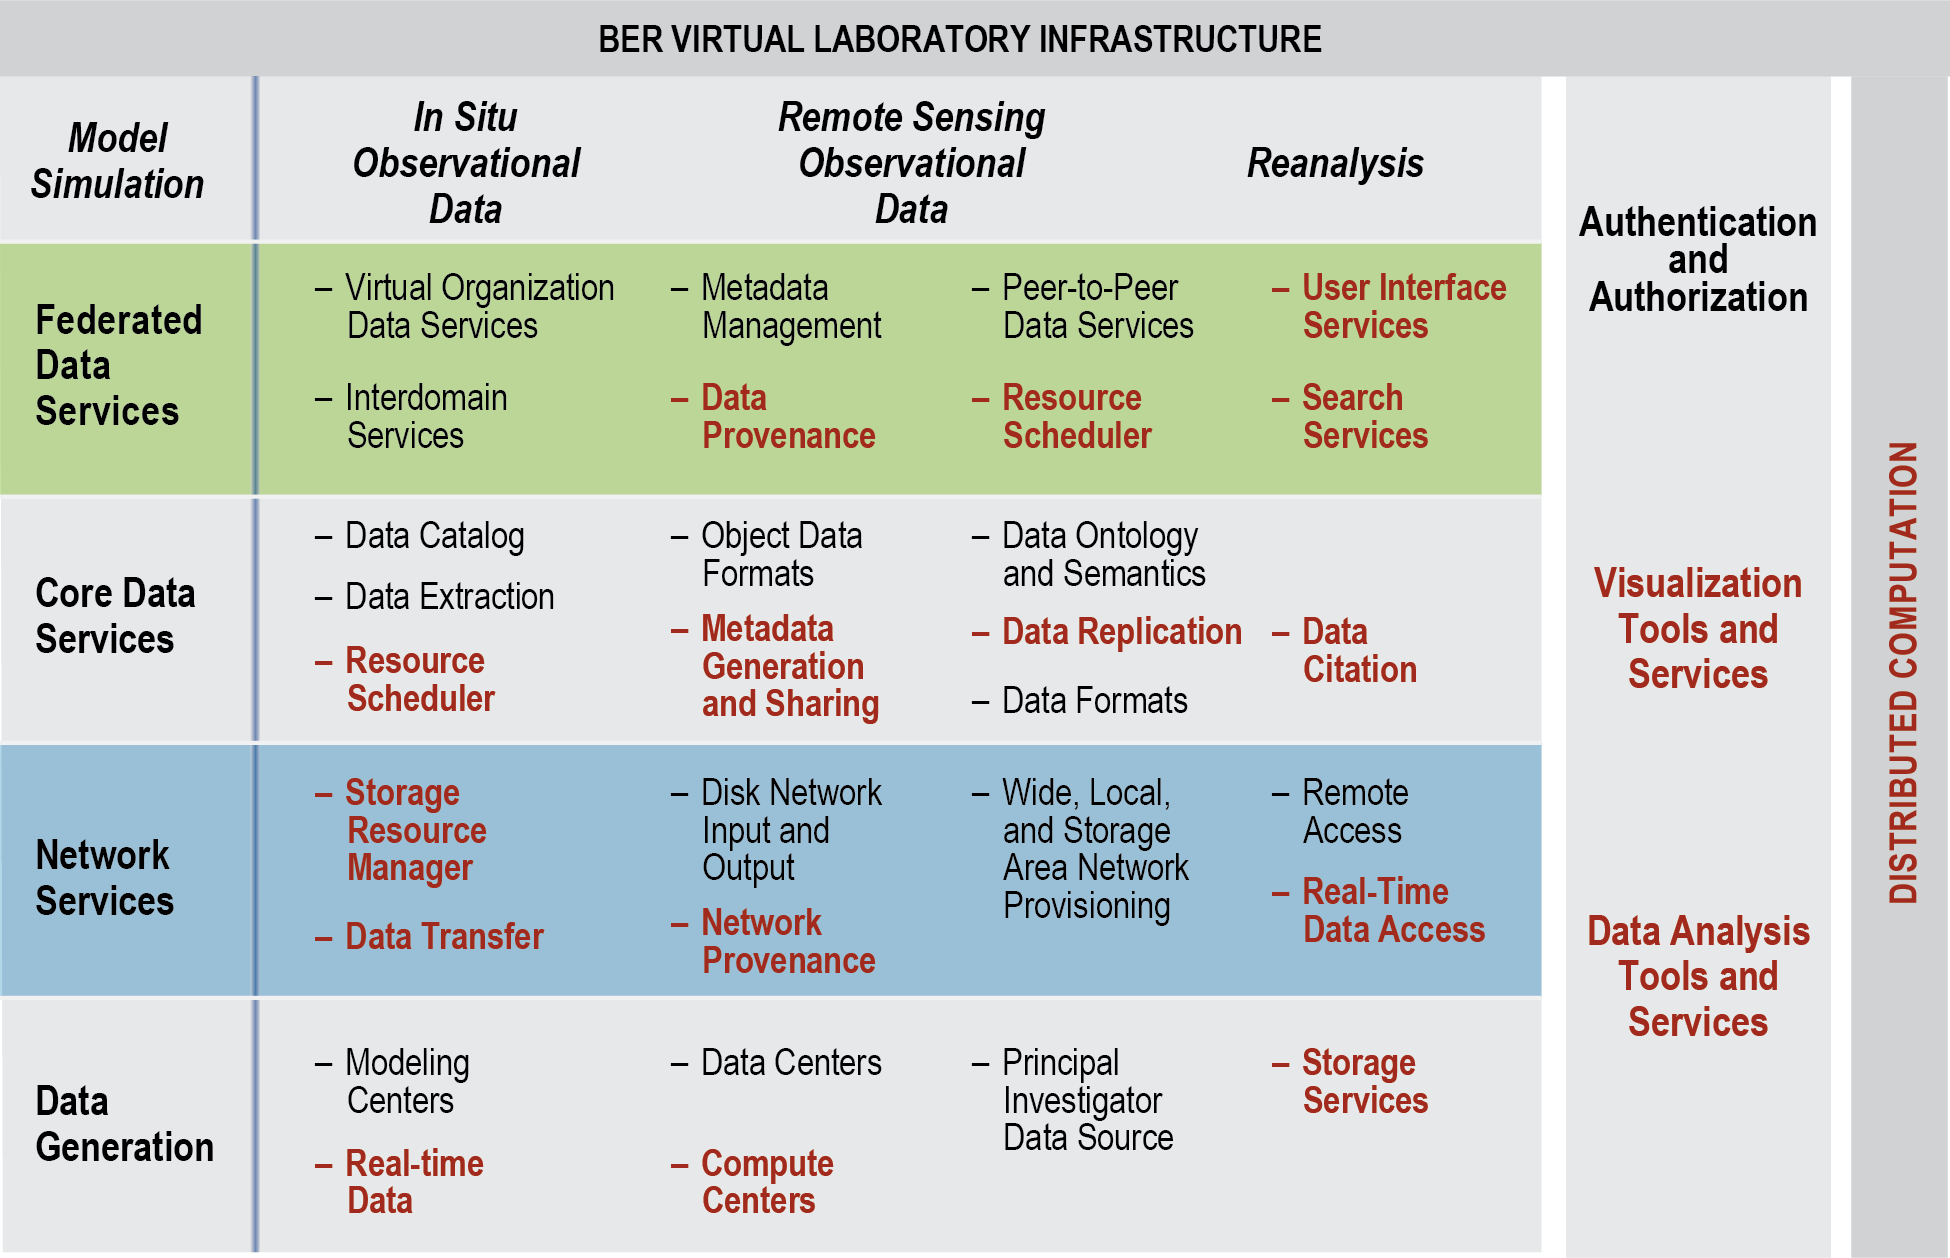 BER VIRTUAL LABORATORY INFRASTRUCTURE
Model
Simulation
In Situ
Observational
Data
Remote Sensing
Observational
Data
Reanalysis
Federated
Data
Services
– Virtual Organization
Data Services
– Interdomain
Services
– Metadata
Management
– Data
Provenance
– Peer-to-Peer
Data Services
– Resource
Scheduler
– User Interface
Services
– Search
Services
Core Data
Services
– Data Catalog
– Data Extraction
– Resource
Scheduler
– Object Data
Formats
– Metadata
Generation
and Sharing
– Data Ontology
and Semantics
– Data Replication
– Data Formats
– Data
Citation
Network
Services
– Storage
Resource
Manager
– Data Transfer
– Disk Network
Input and
Output
– Network
Provenance
– Wide, Local,
and Storage
Area Network
Provisioning
– Remote
Access
– Real-Time
Data Access
Data
Generation
– Modeling
Centers
– Real-time
Data
– Data Centers
– Compute
Centers
– Principal
Investigator
Data Source
– Storage
Services
Authentication
and
Authorization
Visualization
Tools and
Services
Data Analysis
Tools and
Services
DISTRIBUTED COMPUTATION